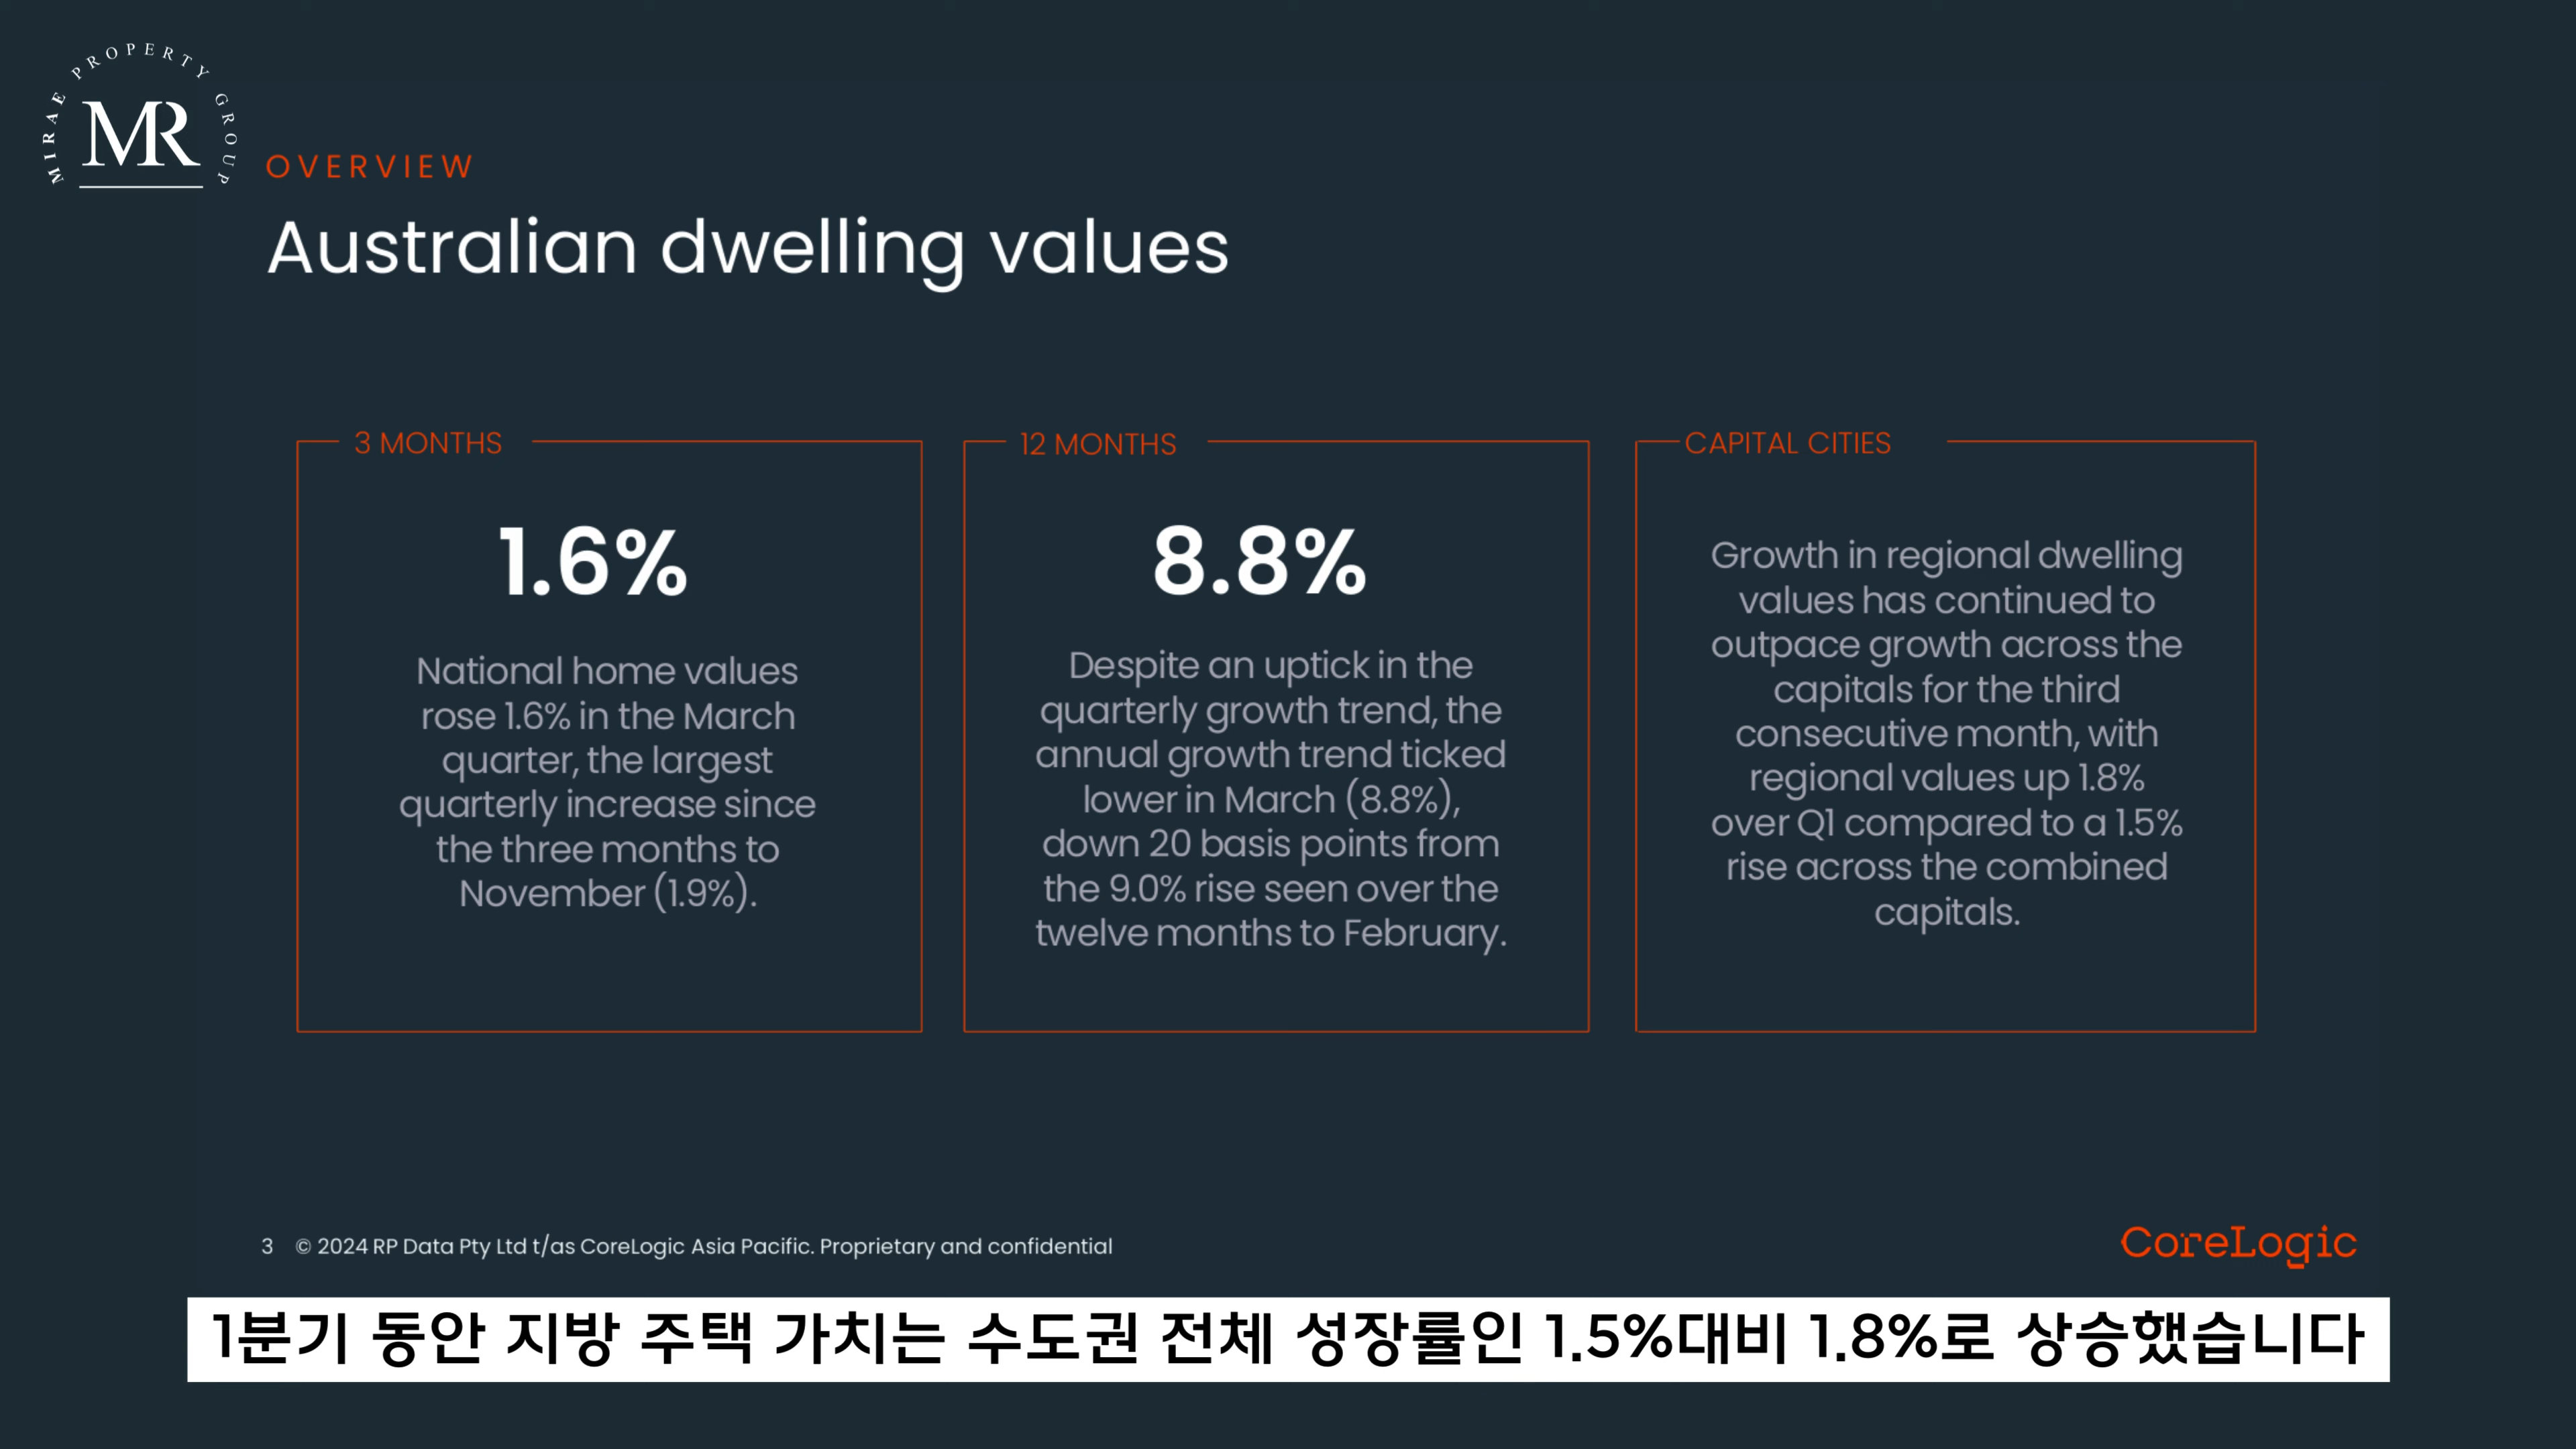 MIRAE PROPERTY GROUP
MR
OVERVIEW
Australian dwelling values
3 MONTHS
1.6%
National home values
rose 1.6% in the March
quarter, the largest
quarterly increase since
the three months to
November (1.9%).
12 MONTHS
8.8%
Despite an uptick in the
quarterly growth trend, the
annual growth trend ticked
lower in March (8.8%),
down 20 basis points from
the 9.0% rise seen over the
twelve months to February.
CAPITAL CITIES
Growth in regional dwelling
values has continued to
outpace growth across the
capitals for the third
consecutive month, with
regional values up 1.8%
over Q1 compared to a 1.5%
rise across the combined
capitals.
3 © 2024 RP Data Pty Ltd t/as CoreLogic Asia Pacific. Proprietary and confidential
CoreLogic
1분기 동안 지방 주택 가치는 수도권 전체 성장률인 1.5%대비 1.8%로 상승했습니다